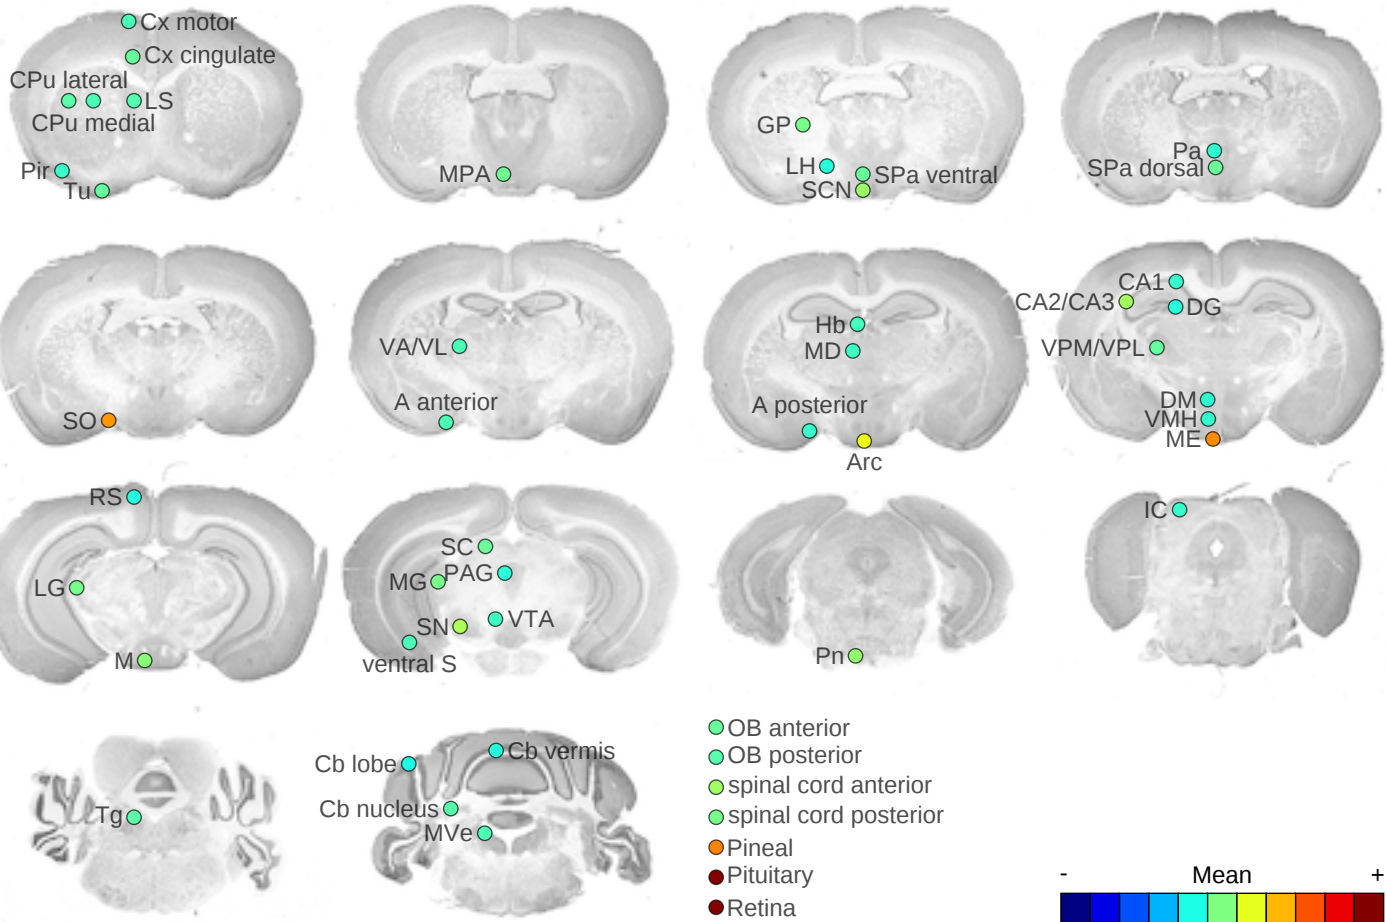 Cx motor
Cx cingulate
CPu lateral
LS
CPu medial
Pir
Tu
MPA
GP
LH
SPa ventral
SCN
Pa
SPa dorsal
SO
VA/VL
A anterior
Hb
MD
A posterior
Arc
CA1
CA2/CA3
DG
VPM/VPL
DM
VMH
ME
RS
LG
M
SC
PAG
MG
VTA
SN
ventral S
Pn
IC
Tg
Cb vermis
Cb lobe
Cb nucleus
MVe
OB anterior
OB posterior
spinal cord anterior
spinal cord posterior
Pineal
Pituitary
Retina
- Mean +